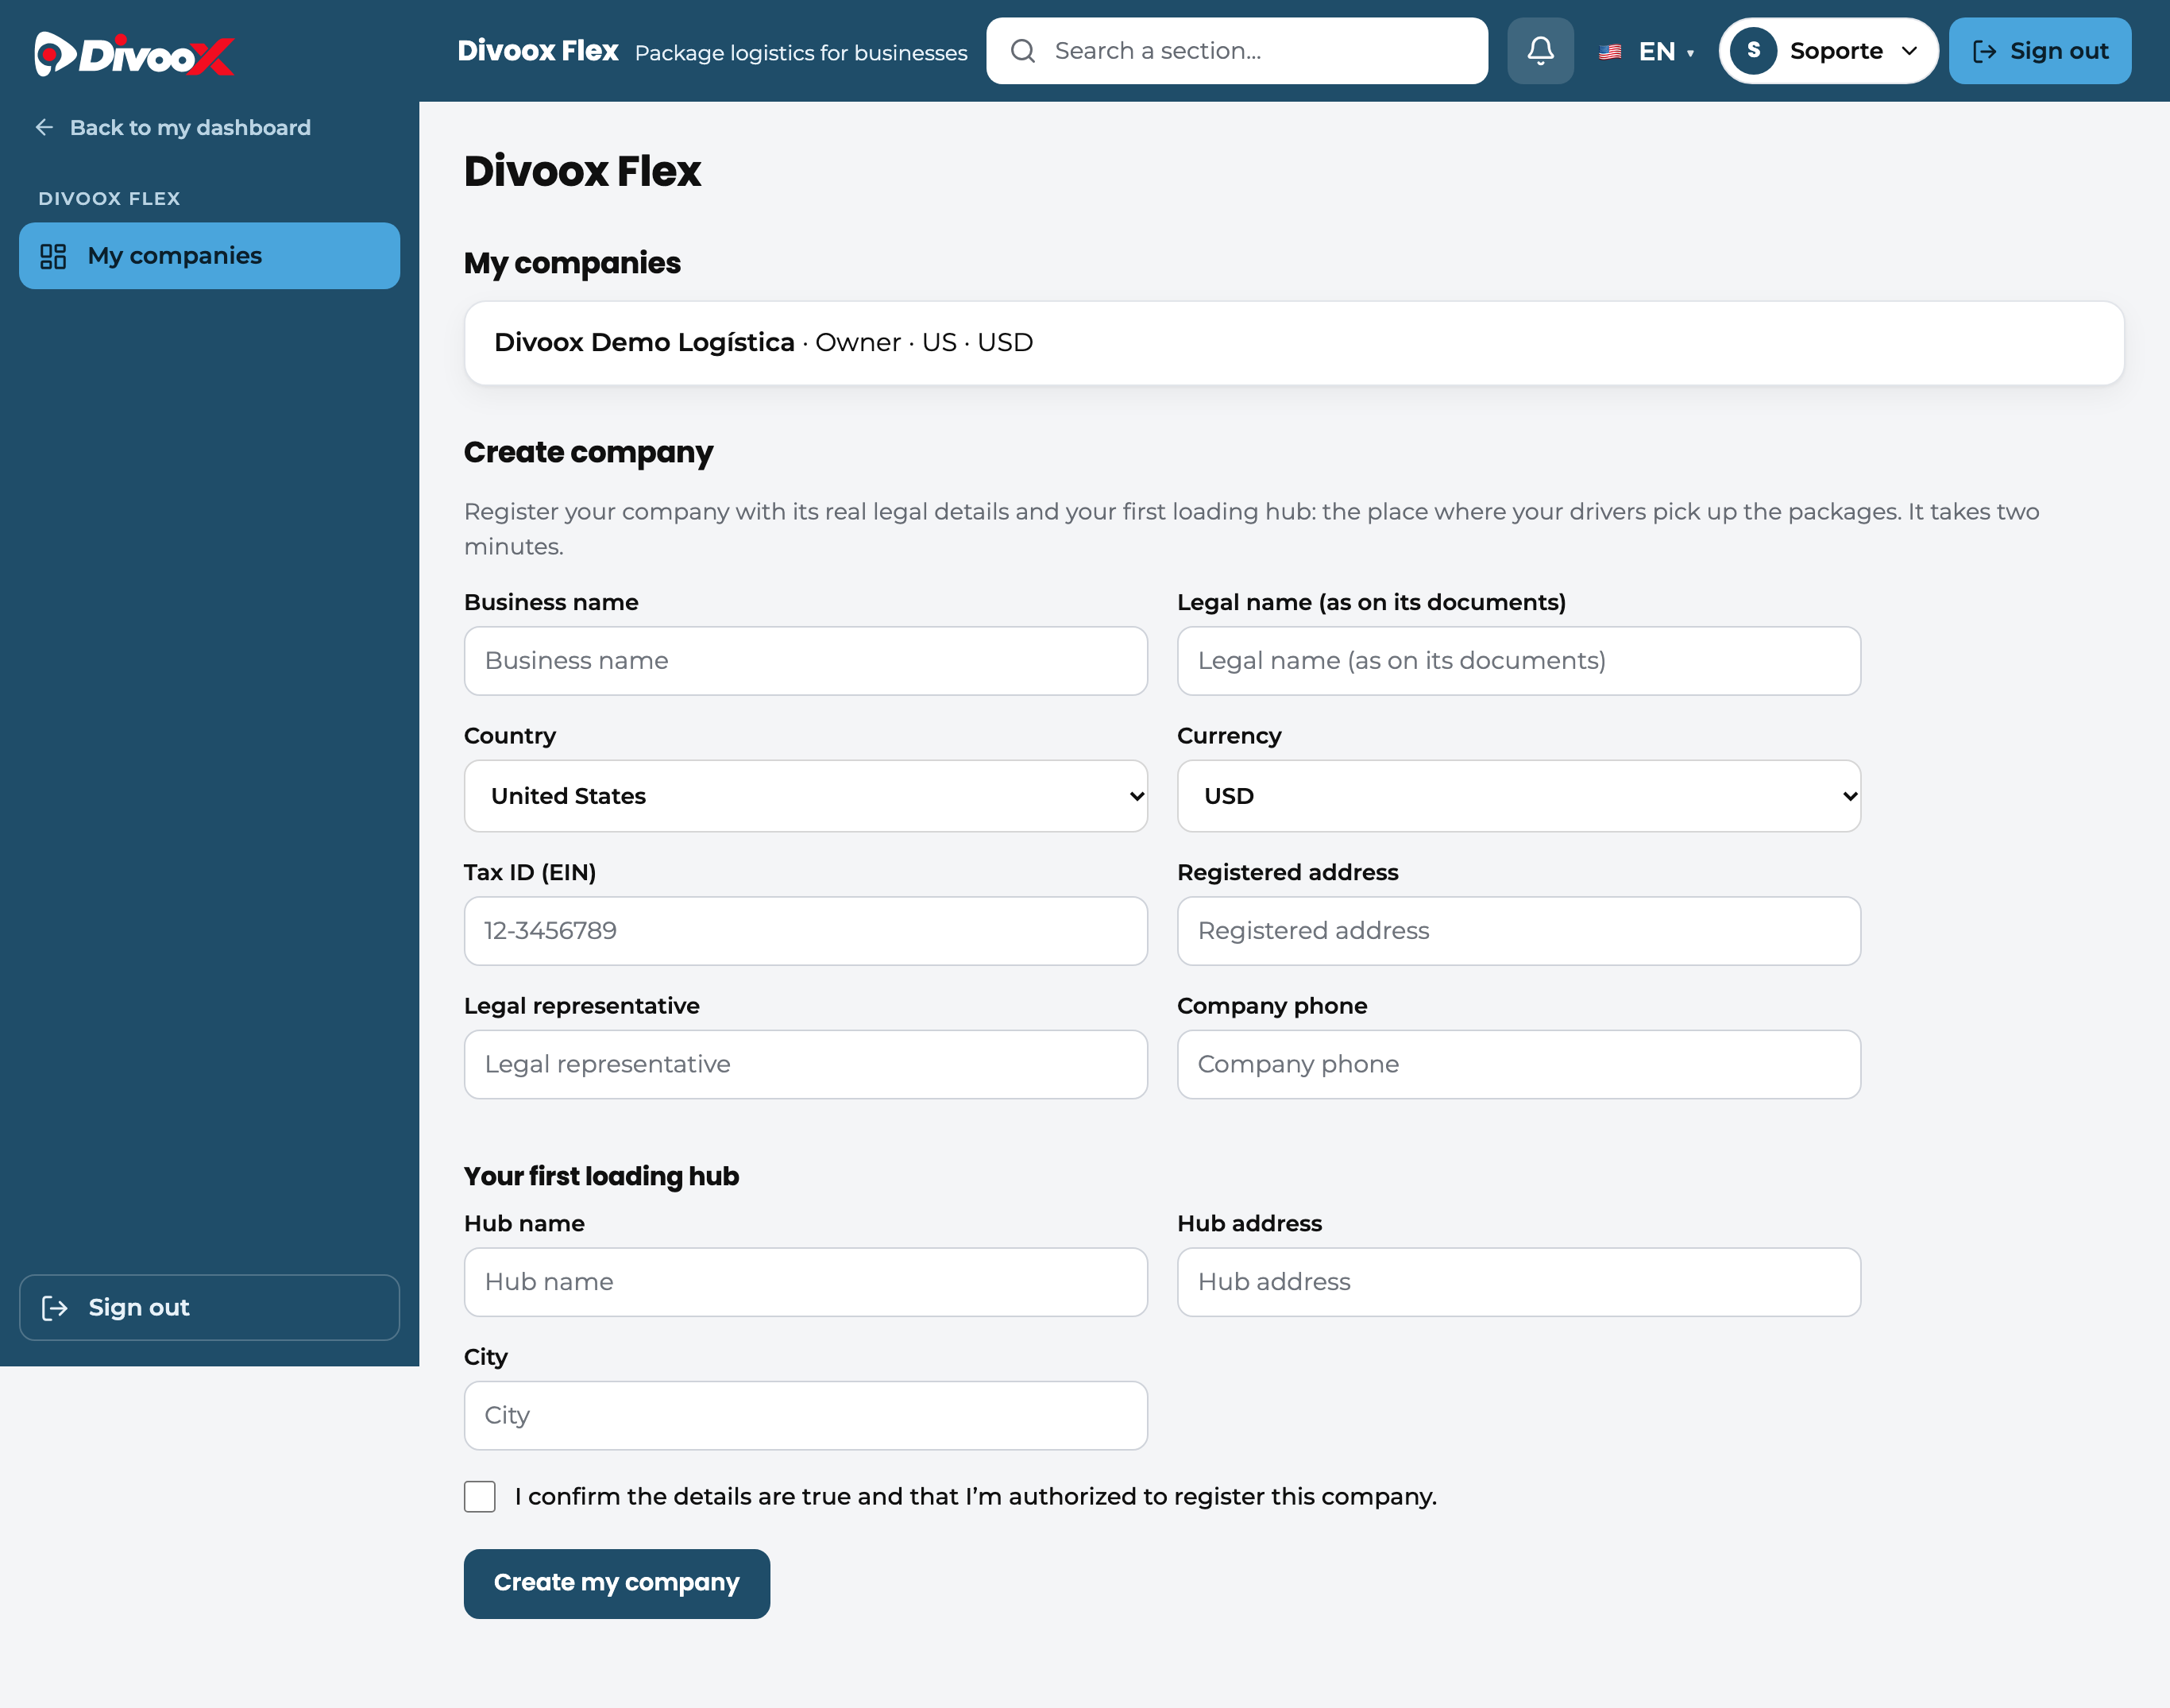 DivooX
Divoox Flex Package logistics for businesses
Search a section...
EN
S Soporte
Sign out
Back to my dashboard
DIVOOX FLEX
My companies
Sign out
Divoox Flex
My companies
Divoox Demo Logística · Owner · US · USD
Create company
Register your company with its real legal details and your first loading hub: the place where your drivers pick up the packages. It takes two
minutes.
Business name
Business name
Legal name (as on its documents)
Legal name (as on its documents)
Country
United States
Currency
USD
Tax ID (EIN)
12-3456789
Registered address
Registered address
Legal representative
Legal representative
Company phone
Company phone
Your first loading hub
Hub name
Hub name
Hub address
Hub address
City
City
I confirm the details are true and that I’m authorized to register this company.
Create my company